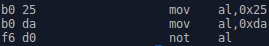 b0 25 mov al,0x25
b0 da mov al,0xda
f6 d0 not al